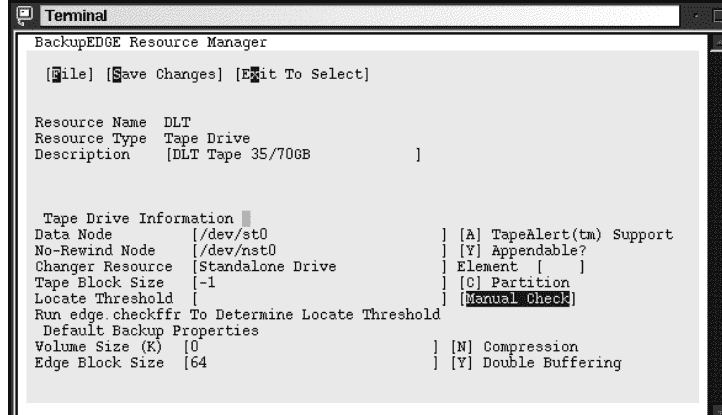 Terminal
BackupEDGE Resource Manager
[File] [Save Changes] [Exit To Select]
Resource Name DLT
Resource Type Tape Drive
Description [DLT Tape 35/70GB ]
Tape Drive Information
Data Node [/dev/st0 ] [A] TapeAlert(tm) Support
No-Rewind Node [/dev/nst0 ] [Y] Appendable?
Changer Resource [Standalone Drive ] Element [ ]
Tape Block Size [-1 ] [C] Partition
Locate Threshold [ ] [Manual Check]
Run edge.checkffr To Determine Locate Threshold
Default Backup Properties
Volume Size (K) [0 ] [N] Compression
Edge Block Size [64 ] [Y] Double Buffering